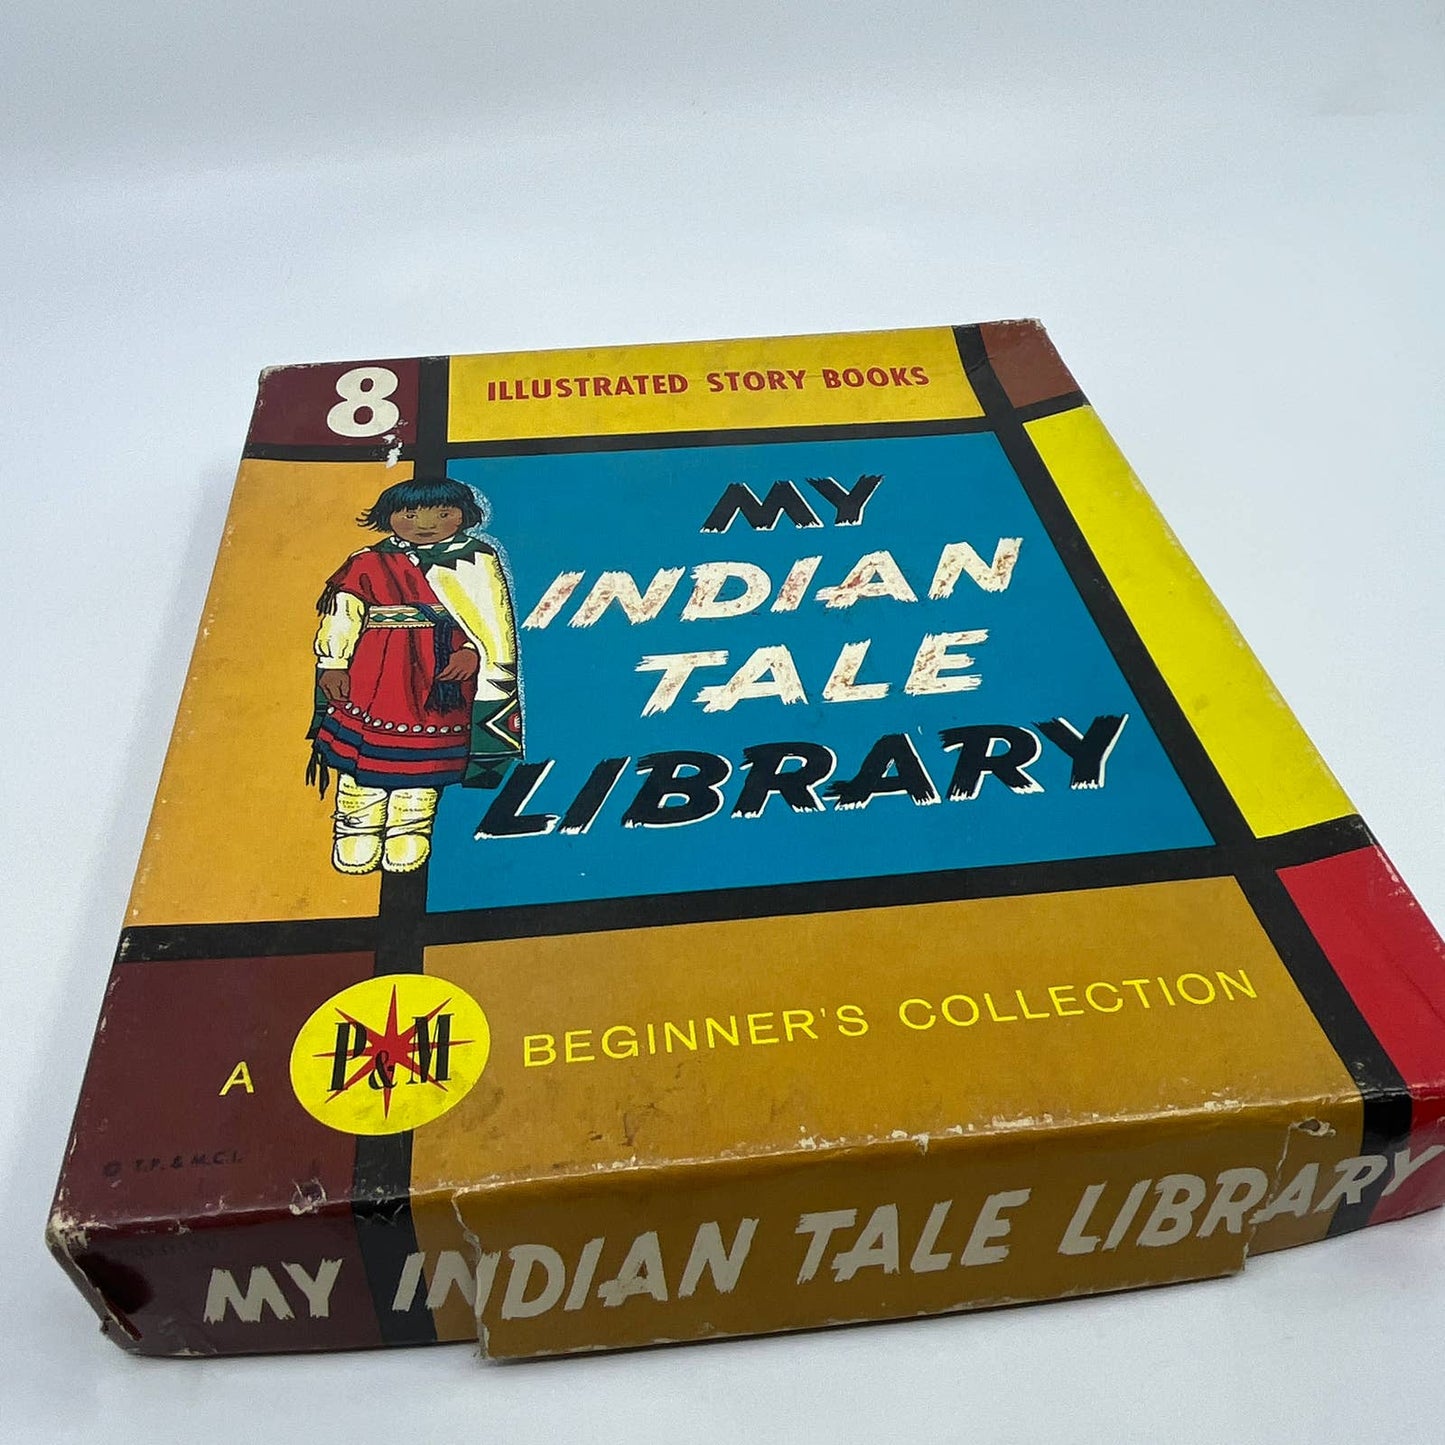 8
ILLUSTRATED STORY BOOKS
MY
INDIAN
TALE
LIBRARY
A P & M BEGINNER'S COLLECTION
© T.P. & M.C.I.
MY INDIAN TALE LIBRARY